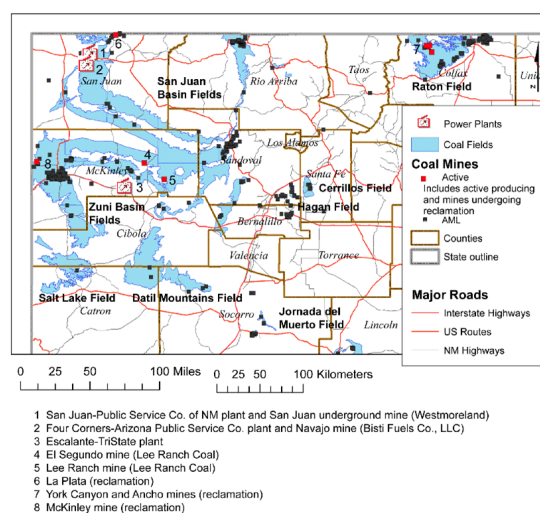 6
7
1
2
San Juan
San Juan
Basin Fields
Rio Arriba
Taos
Colfax
Raton Field
Power Plants
Coal Fields
Coal Mines
Active
Includes active producing
and mines undergoing
reclamation
AML
Counties
State outline
Major Roads
Interstate Highways
US Routes
NM Highways
Los Alamos
8
McKinley
4
5
3
Sandoval
Santa Fe
Cerrillos Field
Hagan Field
Zuni Basin
Fields
Cibola
Bernalillo
Valencia
Torrance
Salt Lake Field
Datil Mountains Field
Catron
Socorro
Jornada del
Muerto Field
Lincoln
0 25 50 100 Miles
0 25 50 100 Kilometers
1 San Juan-Public Service Co. of NM plant and San Juan underground mine (Westmoreland)
2 Four Corners-Arizona Public Service Co. plant and Navajo mine (Bisti Fuels Co., LLC)
3 Escalante-TriState plant
4 El Segundo mine (Lee Ranch Coal)
5 Lee Ranch mine (Lee Ranch Coal)
6 La Plata (reclamation)
7 York Canyon and Ancho mines (reclamation)
8 McKinley mine (reclamation)